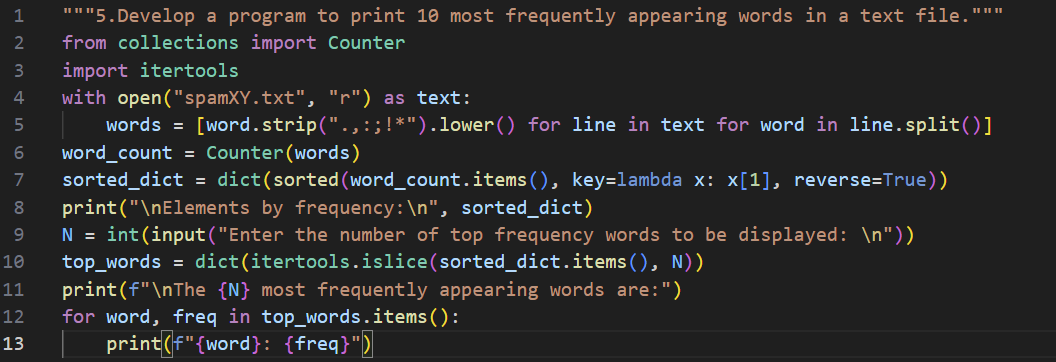 1 """5.Develop a program to print 10 most frequently appearing words in a text file."""
2 from collections import Counter
3 import itertools
4 with open("spamXY.txt", "r") as text:
5     words = [word.strip(".,:;!*").lower() for line in text for word in line.split()]
6 word_count = Counter(words)
7 sorted_dict = dict(sorted(word_count.items(), key=lambda x: x[1], reverse=True))
8 print("\nElements by frequency:\n", sorted_dict)
9 N = int(input("Enter the number of top frequency words to be displayed: \n"))
10 top_words = dict(itertools.islice(sorted_dict.items(), N))
11 print(f"\nThe {N} most frequently appearing words are:")
12 for word, freq in top_words.items():
13     print(f"{word}: {freq}")